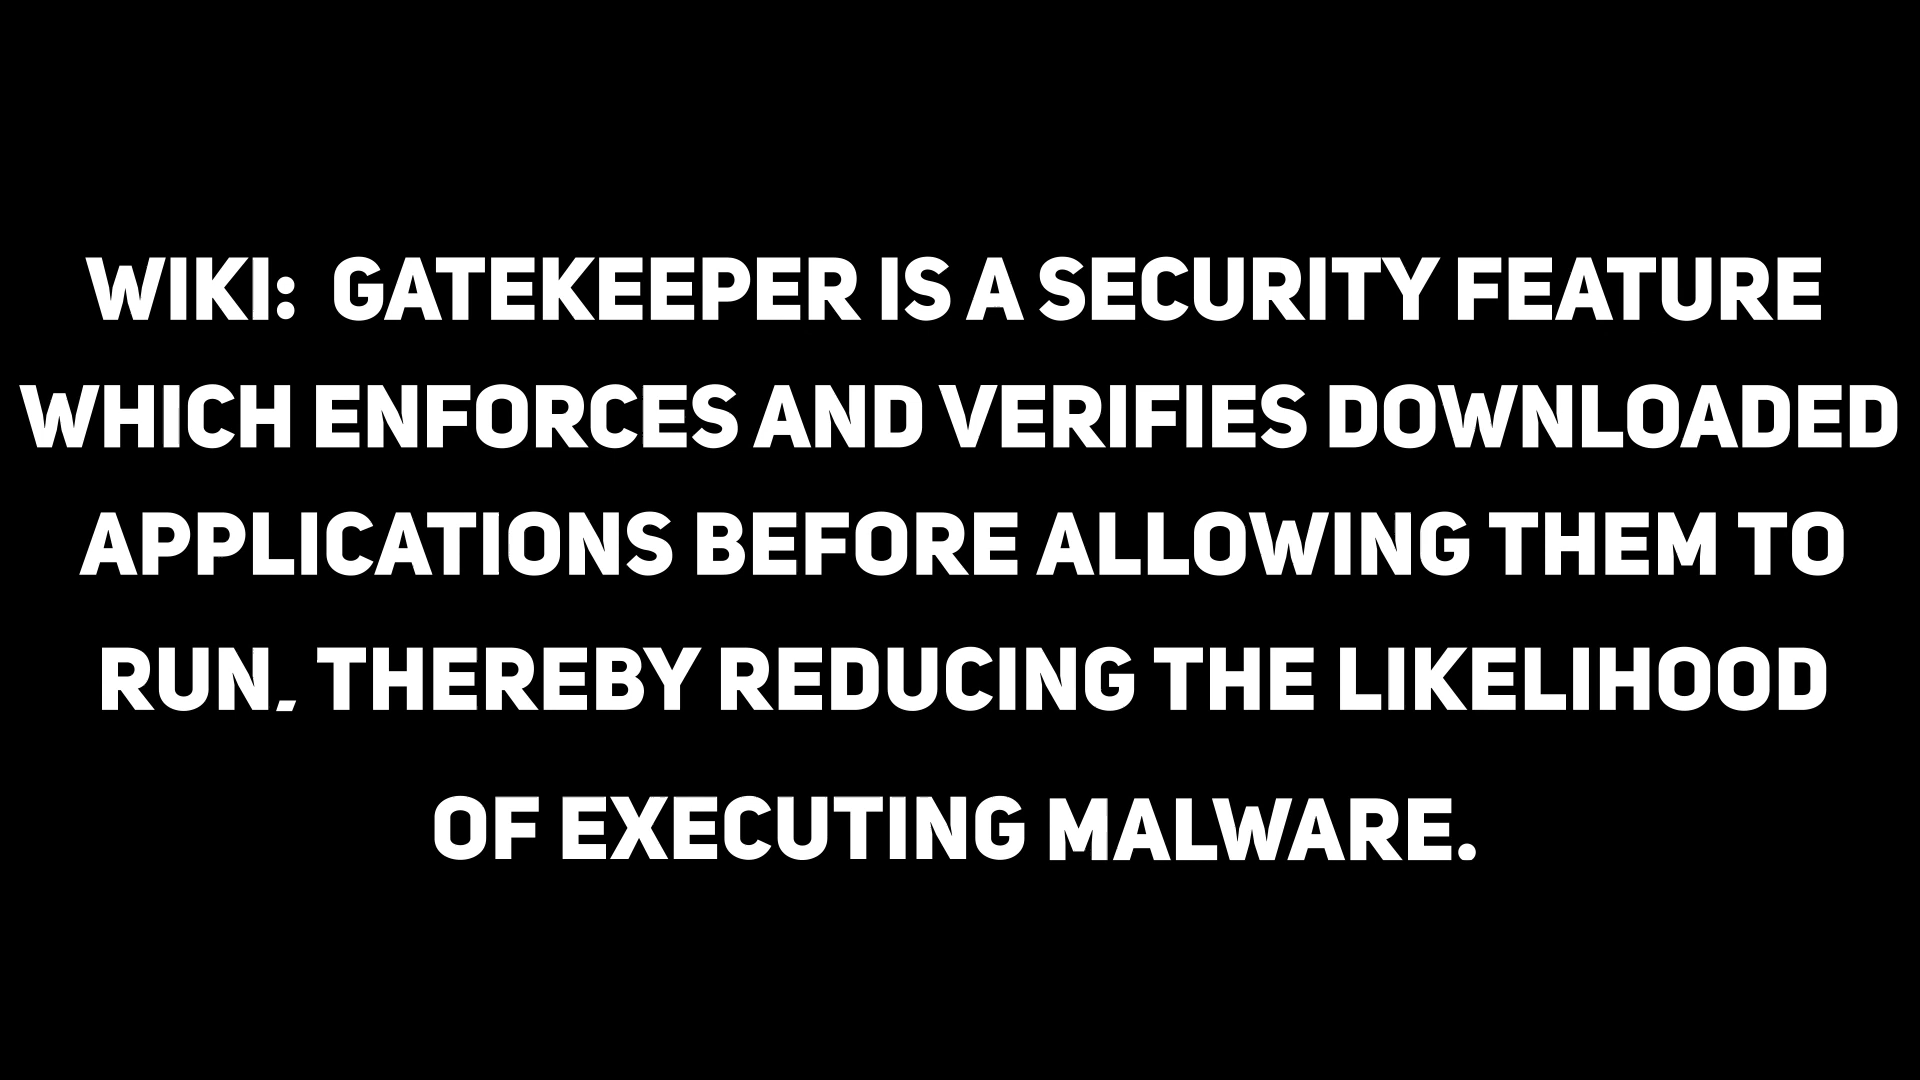 WIKI: GATEKEEPER IS A SECURITY FEATURE
WHICH ENFORCES AND VERIFIES DOWNLOADED
APPLICATIONS BEFORE ALLOWING THEM TO
RUN, THEREBY REDUCING THE LIKELIHOOD
OF EXECUTING MALWARE.